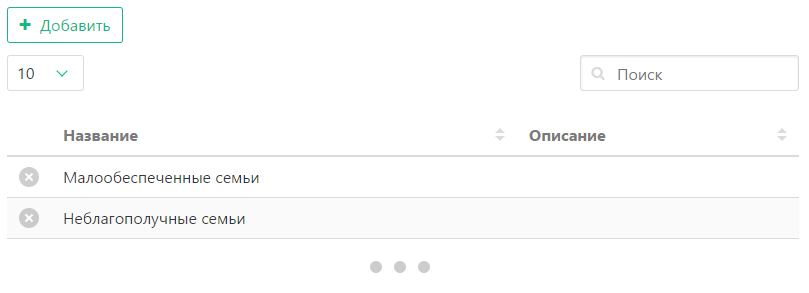 Добавить
10
Поиск
Название Описание
Малообеспеченные семьи
Неблагополучные семьи